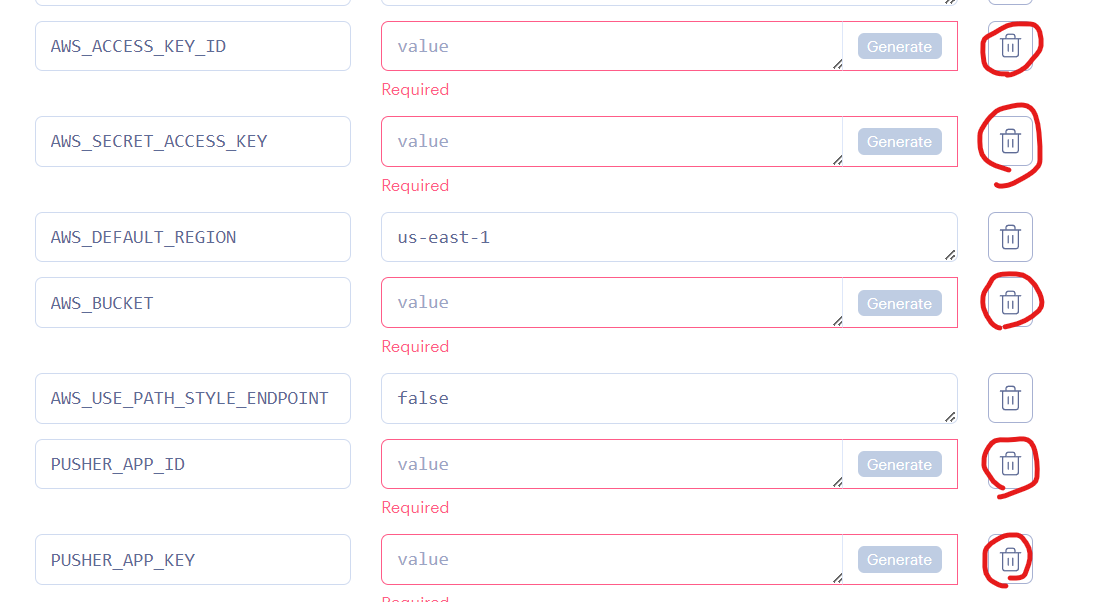 AWS_ACCESS_KEY_ID value Generate
Required
AWS_SECRET_ACCESS_KEY value Generate
Required
AWS_DEFAULT_REGION us-east-1
AWS_BUCKET value Generate
Required
AWS_USE_PATH_STYLE_ENDPOINT false
PUSHER_APP_ID value Generate
Required
PUSHER_APP_KEY value Generate
Required